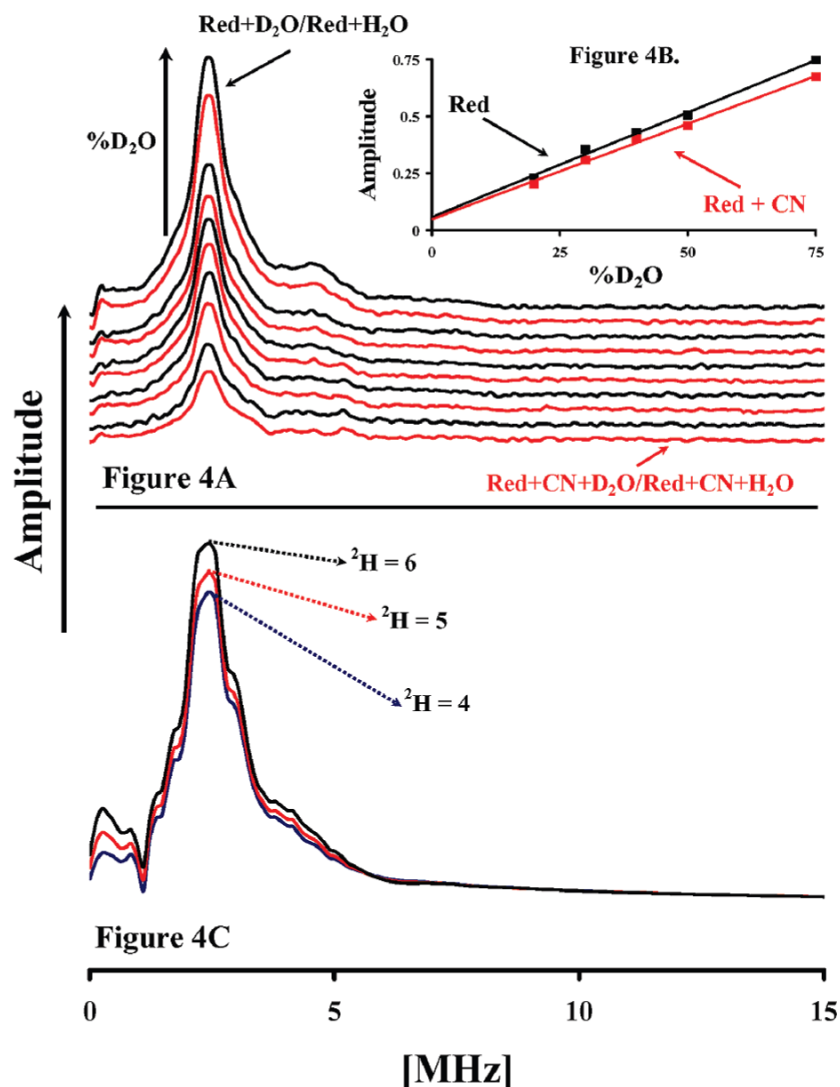 Red+D₂O/Red+H₂O
%D₂O
Figure 4B.
0.75
0.5
0.25
0
Amplitude
Red
Red + CN
0
25
50
75
%D₂O
Amplitude
Figure 4A
Red+CN+D₂O/Red+CN+H₂O
²H = 6
²H = 5
²H = 4
Figure 4C
0
5
10
15
[MHz]